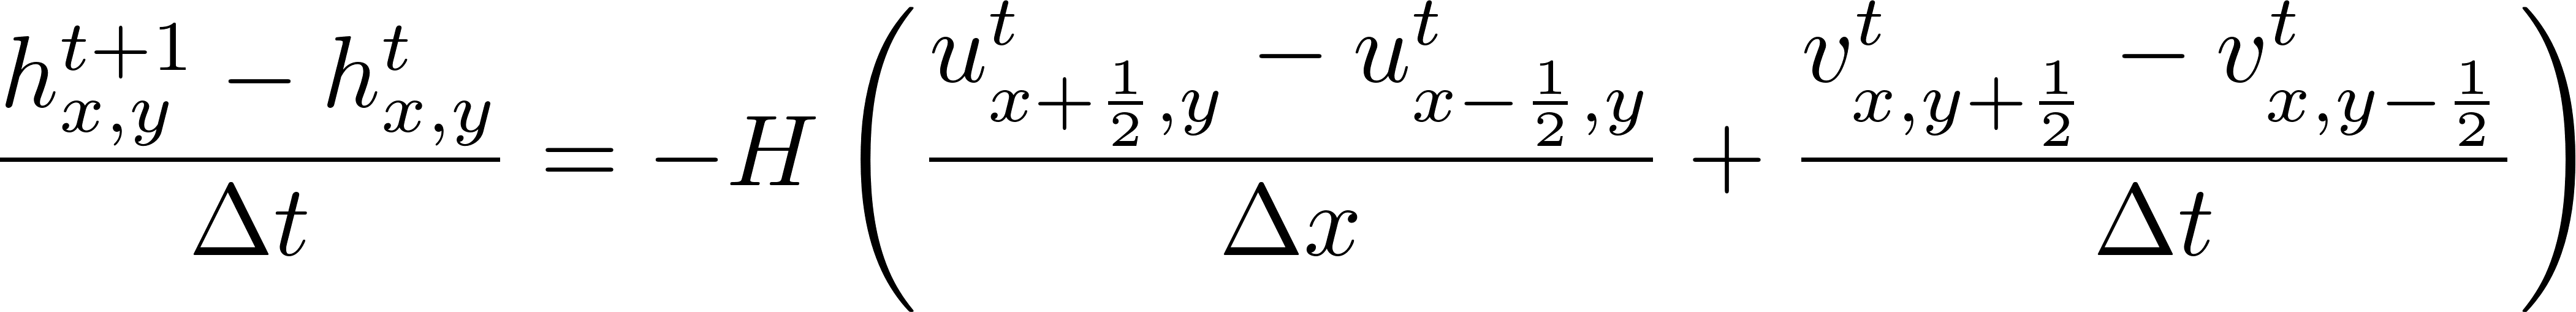 \frac{h_{x,y}^{t+1} - h_{x,y}^{t}}{\Delta t} = -H \left( \frac{u_{x+\frac{1}{2},y}^{t} - u_{x-\frac{1}{2},y}^{t}}{\Delta x} + \frac{v_{x,y+\frac{1}{2}}^{t} - v_{x,y-\frac{1}{2}}^{t}}{\Delta t} \right)